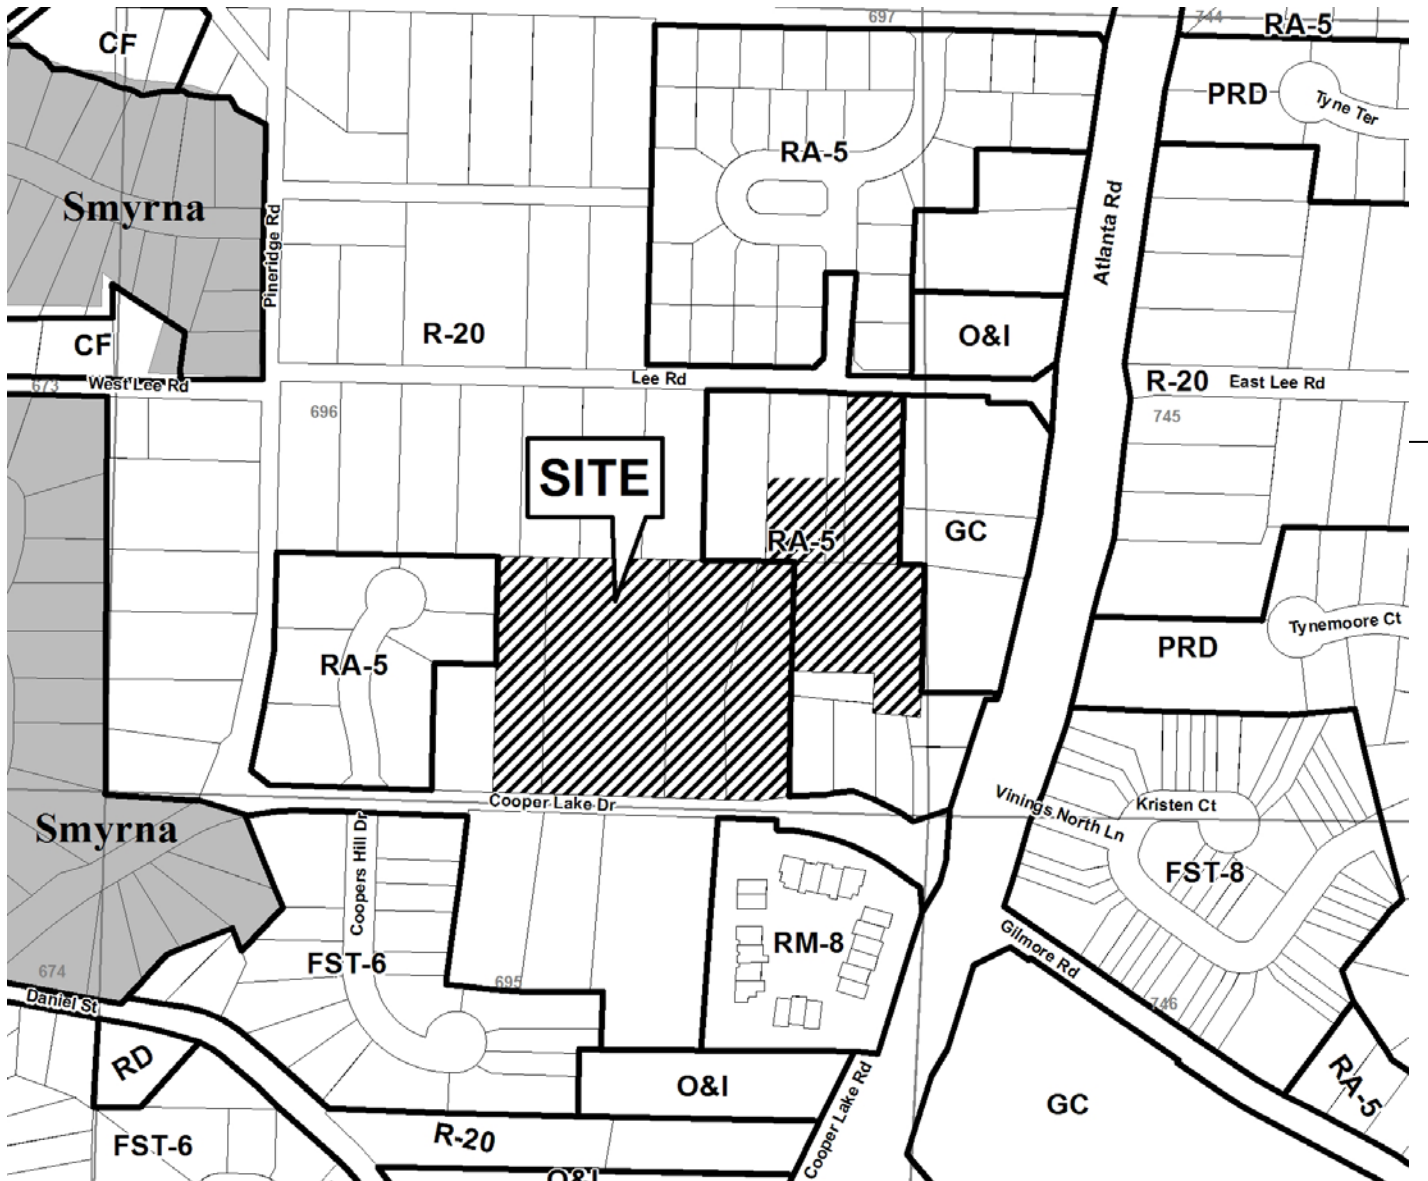 697
744
RA-5
CF
PRD
Tyne Ter
RA-5
Smyrna
Atlanta Rd
Pineridge Rd
R-20
O&I
CF
West Lee Rd
Lee Rd
R-20
East Lee Rd
673
696
745
SITE
RA-5
GC
RA-5
PRD
Tynemoore Ct
Cooper Lake Dr
Vinings North Ln
Kristen Ct
Smyrna
Coopers Hill Dr
FST-8
RM-8
Gilmore Rd
FST-6
674
695
746
Daniel St
RD
O&I
Cooper Lake Rd
GC
RA-5
FST-6
R-20
O&I